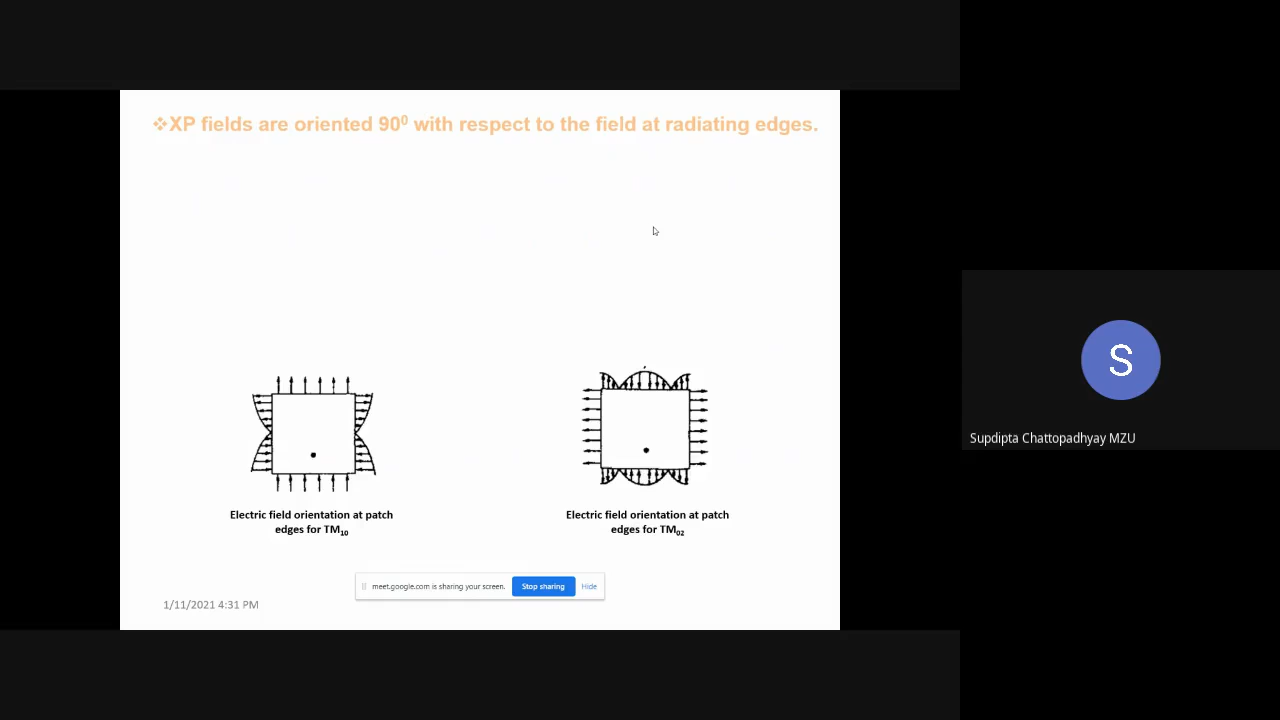 ❖XP fields are oriented 90⁰ with respect to the field at radiating edges.
Electric field orientation at patch
edges for TM₁₀
Electric field orientation at patch
edges for TM₀₂
meet.google.com is sharing your screen.
Stop sharing
Hide
1/11/2021 4:31 PM
S
Supdipta Chattopadhyay MZU